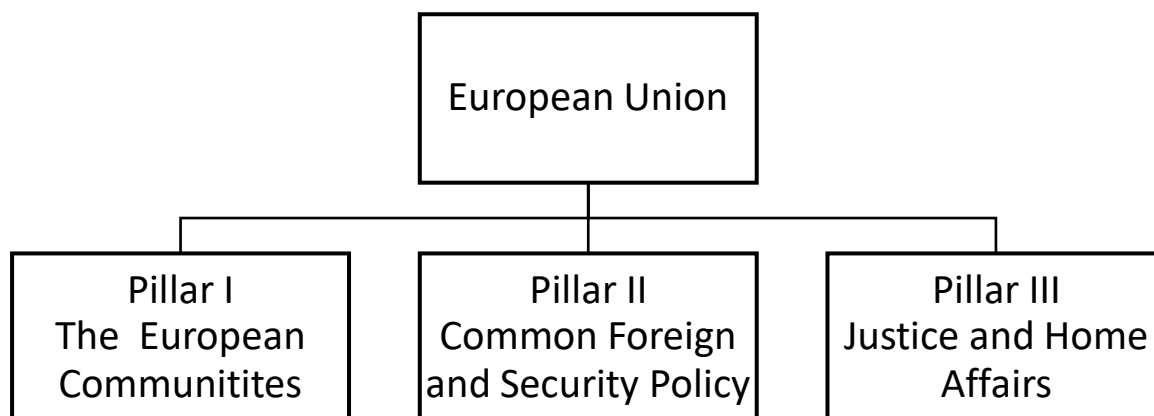 European Union
Pillar I
The European
Communitites
Pillar II
Common Foreign
and Security Policy
Pillar III
Justice and Home
Affairs